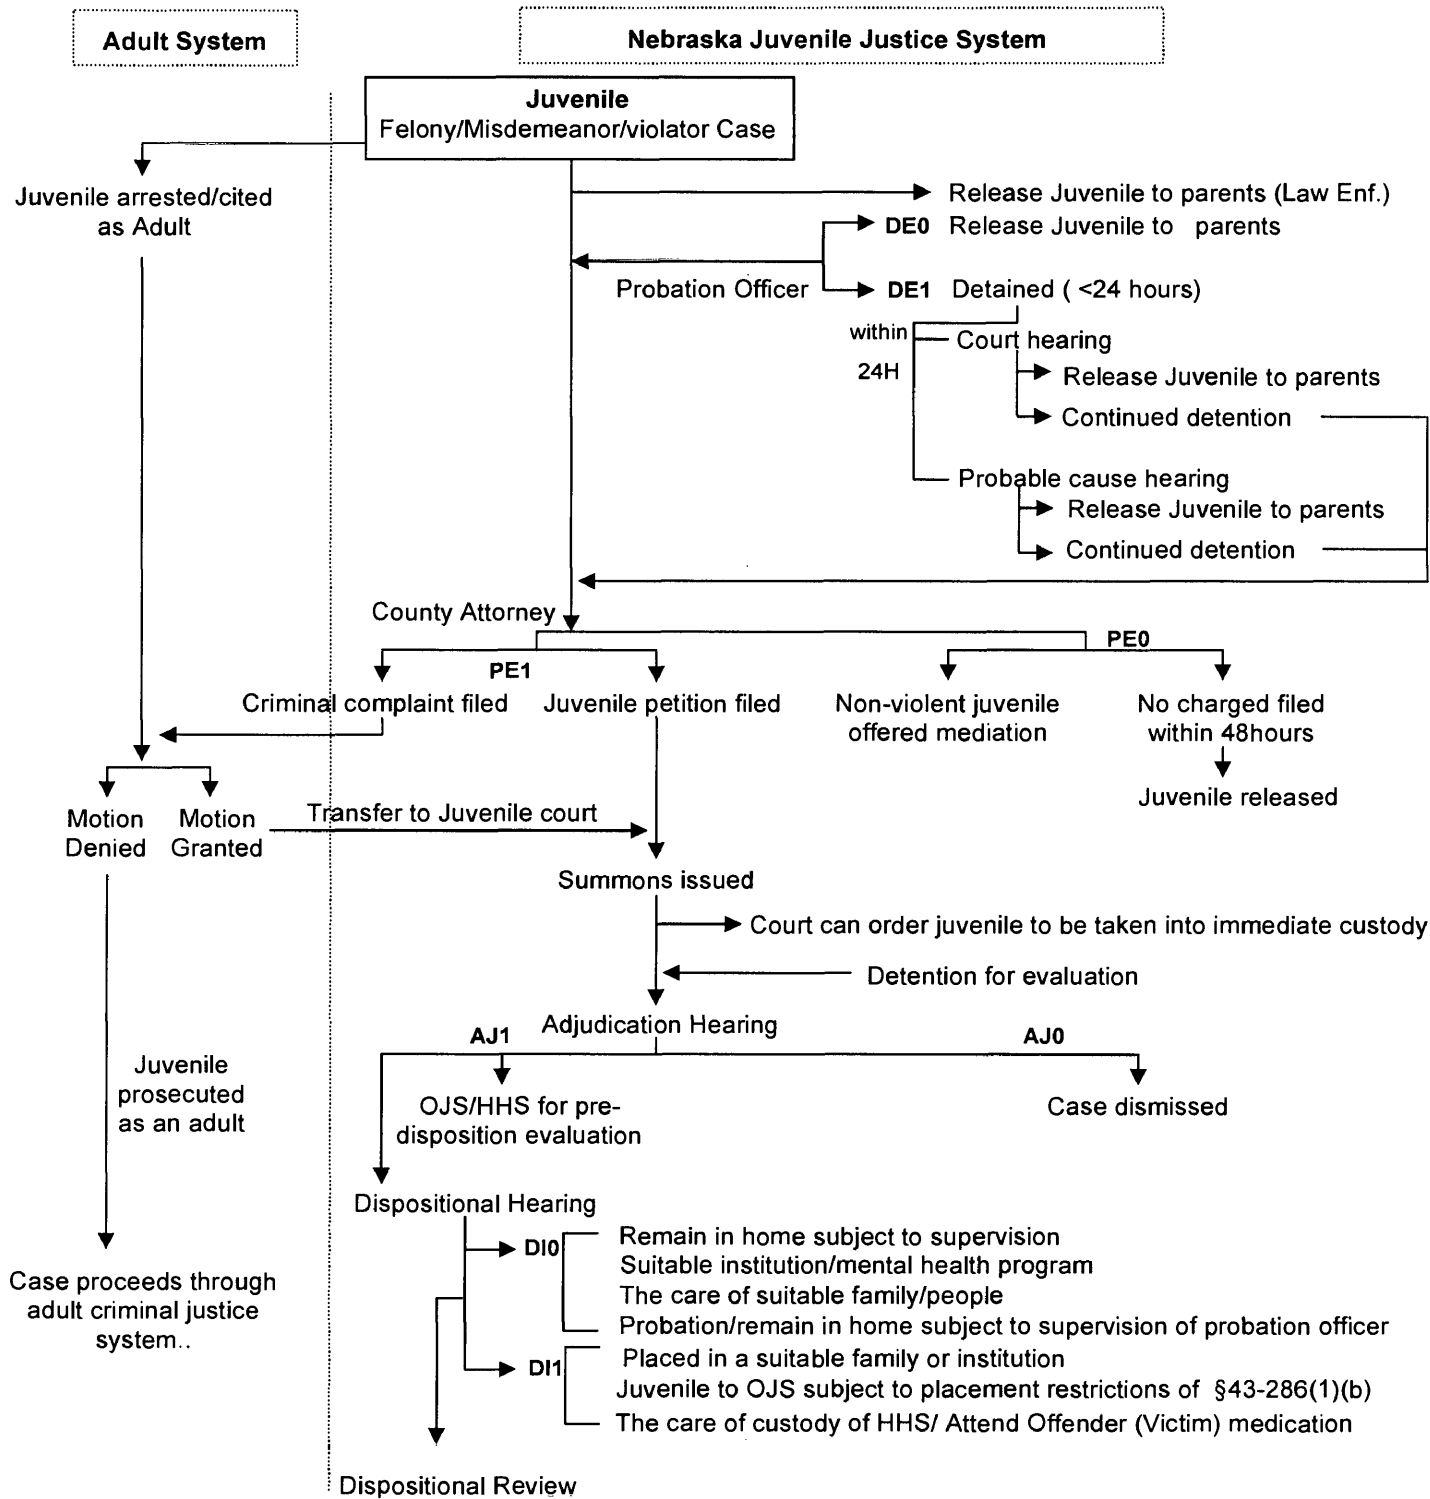 Adult System
Nebraska Juvenile Justice System
Juvenile
Felony/Misdemeanor/violator Case
Juvenile arrested/cited
as Adult
Release Juvenile to parents (Law Enf.)
DE0 Release Juvenile to parents
Probation Officer
DE1 Detained ( <24 hours)
within
24H
Court hearing
Release Juvenile to parents
Continued detention
Probable cause hearing
Release Juvenile to parents
Continued detention
County Attorney
PE1
PE0
Criminal complaint filed
Juvenile petition filed
Non-violent juvenile
offered mediation
No charged filed
within 48hours
Juvenile released
Motion
Denied
Motion
Granted
Transfer to Juvenile court
Summons issued
Court can order juvenile to be taken into immediate custody
Detention for evaluation
Adjudication Hearing
AJ1
AJ0
Juvenile
prosecuted
as an adult
OJS/HHS for pre-
disposition evaluation
Case dismissed
Dispositional Hearing
Case proceeds through
adult criminal justice
system..
DI0
Remain in home subject to supervision
Suitable institution/mental health program
The care of suitable family/people
Probation/remain in home subject to supervision of probation officer
DI1
Placed in a suitable family or institution
Juvenile to OJS subject to placement restrictions of §43-286(1)(b)
The care of custody of HHS/ Attend Offender (Victim) medication
Dispositional Review